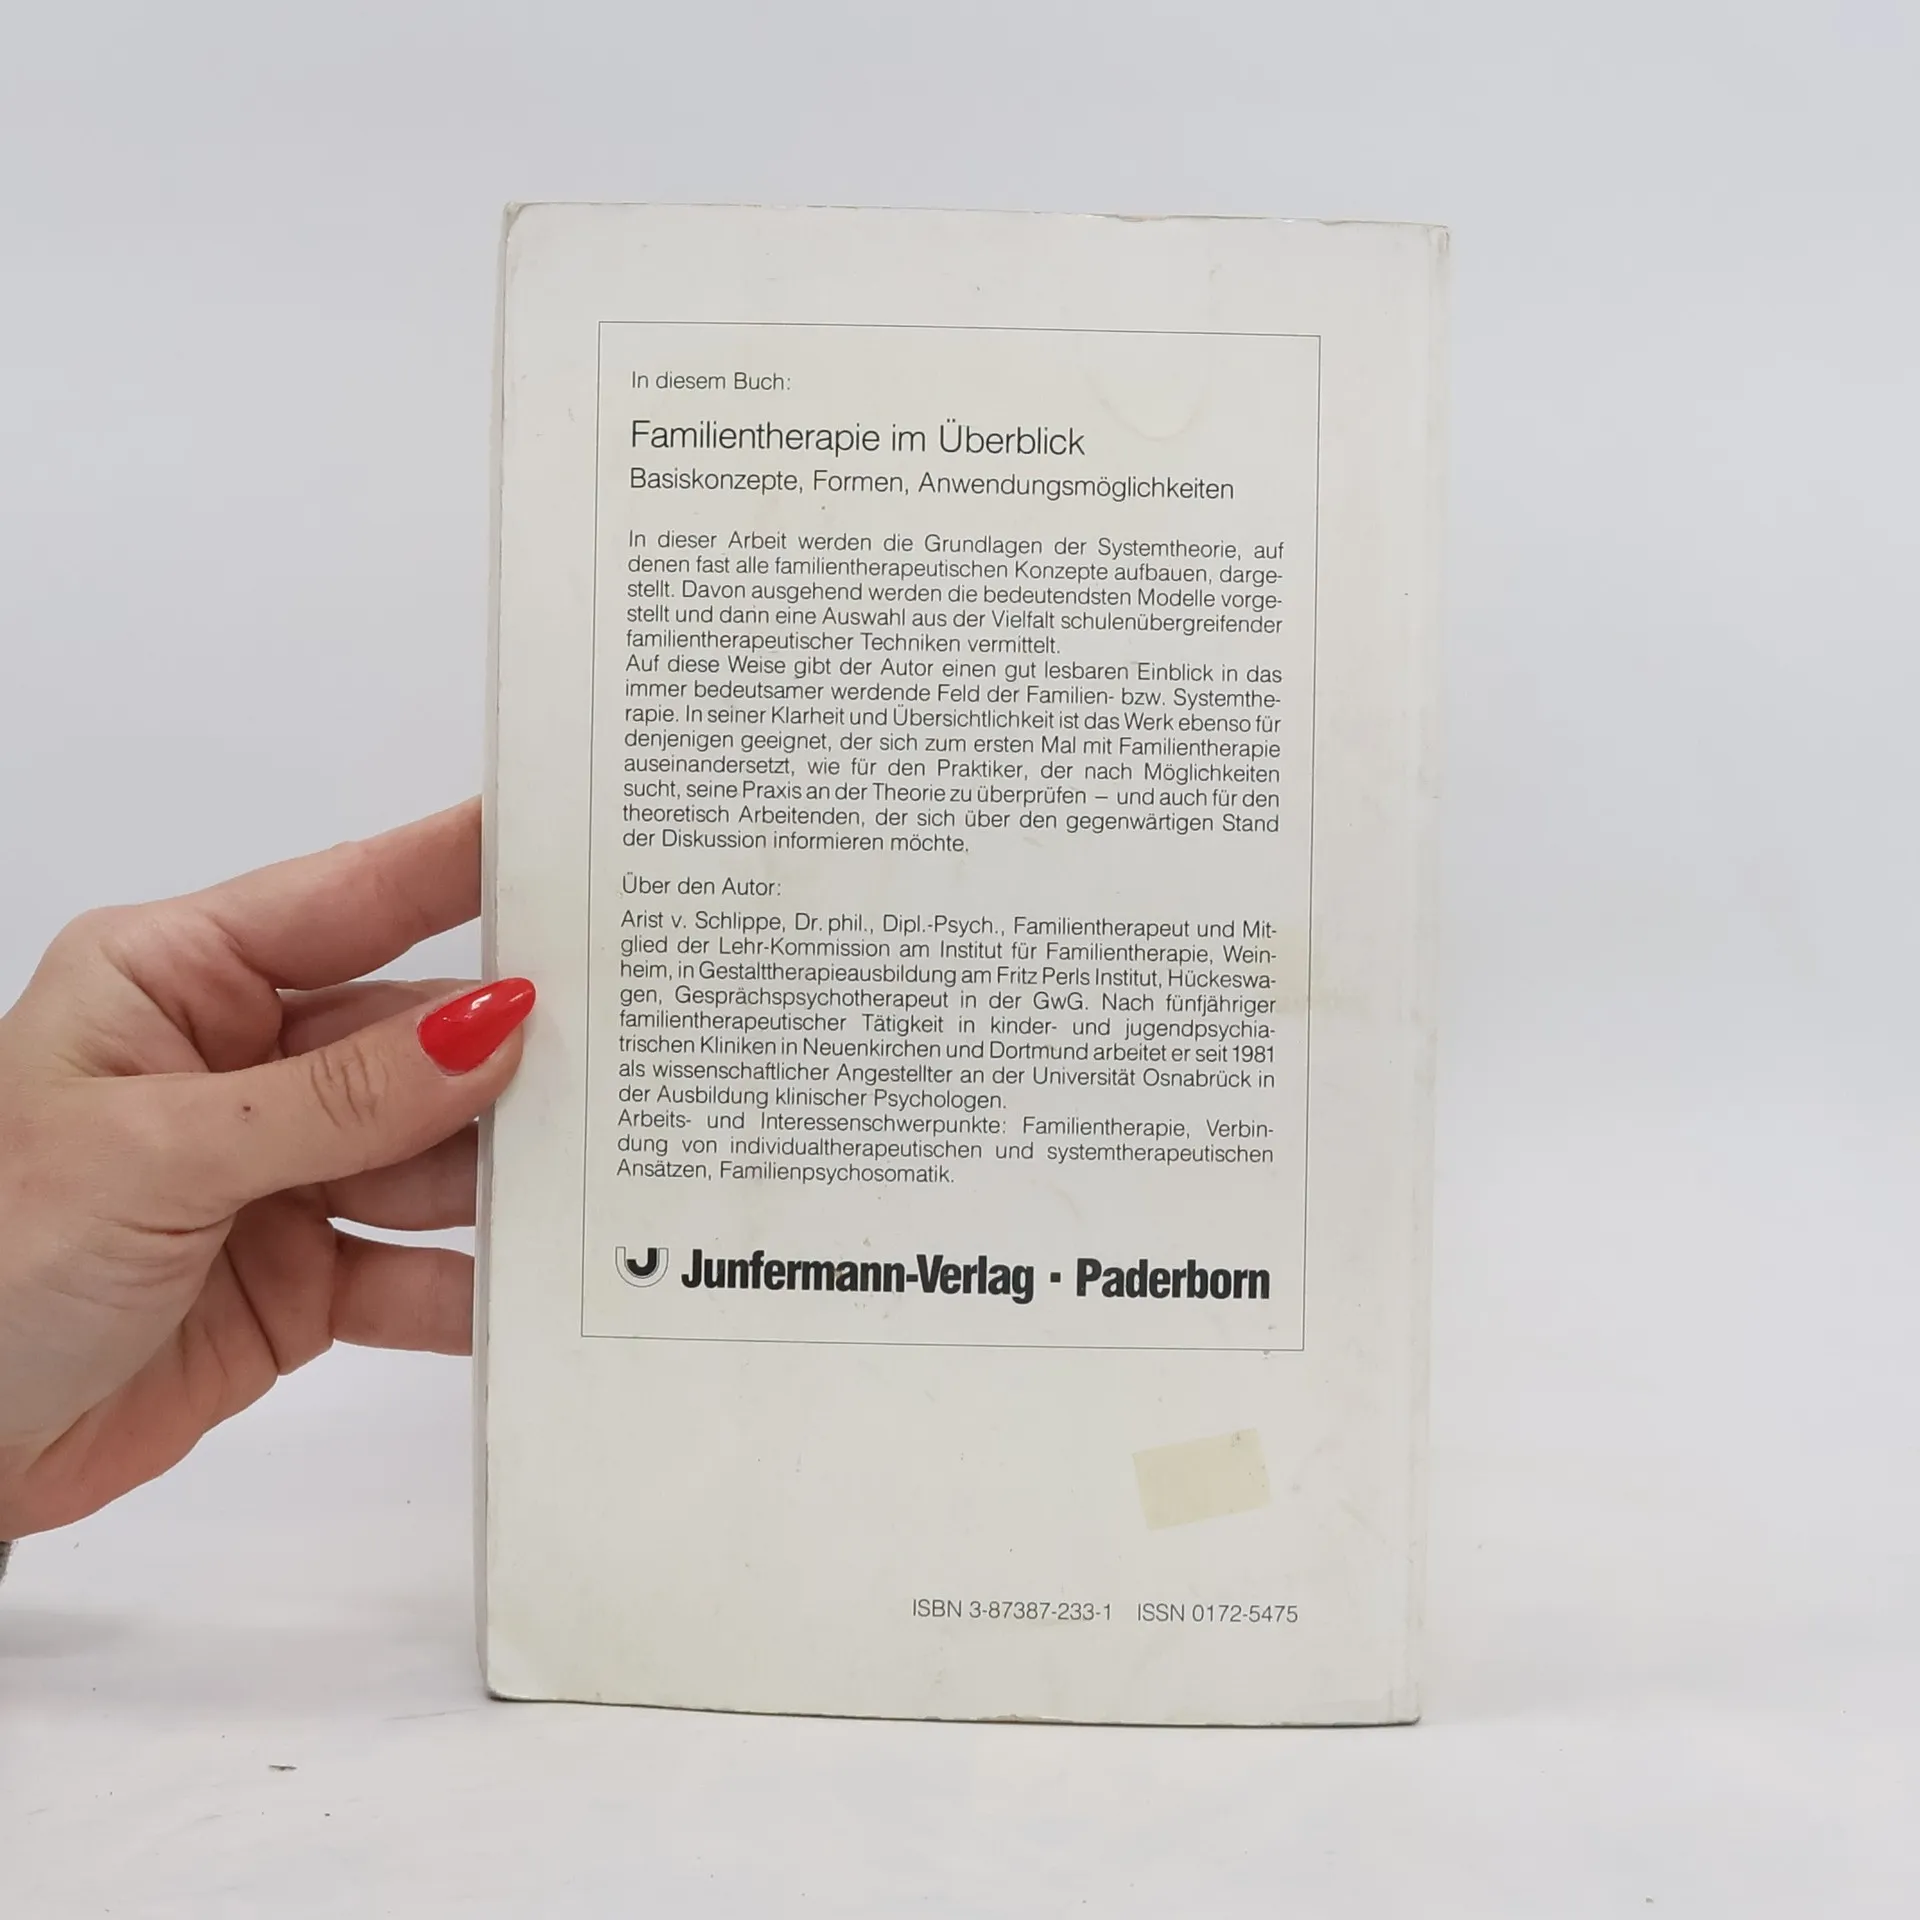 In diesem Buch:
Familientherapie im Überblick
Basiskonzepte, Formen, Anwendungsmöglichkeiten
In dieser Arbeit werden die Grundlagen der Systemtheorie, auf
denen fast alle familientherapeutischen Konzepte aufbauen, darge-
stellt. Davon ausgehend werden die bedeutendsten Modelle vorge-
stellt und dann eine Auswahl aus der Vielfalt schulenübergreifender
familientherapeutischer Techniken vermittelt.
Auf diese Weise gibt der Autor einen gut lesbaren Einblick in das
immer bedeutsamer werdende Feld der Familien- bzw. Systemthe-
rapie. In seiner Klarheit und Übersichtlichkeit ist das Werk ebenso für
denjenigen geeignet, der sich zum ersten Mal mit Familientherapie
auseinandersetzt, wie für den Praktiker, der nach Möglichkeiten
sucht, seine Praxis an der Theorie zu überprüfen – und auch für den
theoretisch Arbeitenden, der sich über den gegenwärtigen Stand
der Diskussion informieren möchte.
Über den Autor:
Arist v. Schlippe, Dr. phil., Dipl.-Psych., Familientherapeut und Mit-
glied der Lehr-Kommission am Institut für Familientherapie, Wein-
heim, in Gestalttherapieausbildung am Fritz Perls Institut, Hückeswa-
gen, Gesprächspsychotherapeut in der GwG. Nach fünfjähriger
familientherapeutischer Tätigkeit in kinder- und jugendpsychia-
trischen Kliniken in Neuenkirchen und Dortmund arbeitet er seit 1981
als wissenschaftlicher Angestellter an der Universität Osnabrück in
der Ausbildung klinischer Psychologen.
Arbeits- und Interessenschwerpunkte: Familientherapie, Verbin-
dung von individualtherapeutischen und systemtherapeutischen
Ansätzen, Familienpsychosomatik.
Junfermann-Verlag · Paderborn
ISBN 3-87387-233-1 ISSN 0172-5475